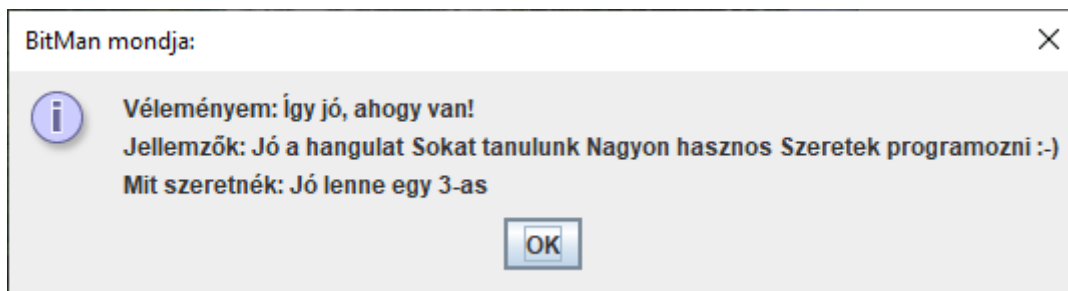 BitMan mondja:
Véleményem: Így jó, ahogy van!
Jellemzők: Jó a hangulat Sokat tanulunk Nagyon hasznos Szeretek programozni :-)
Mit szeretnék: Jó lenne egy 3-as
OK